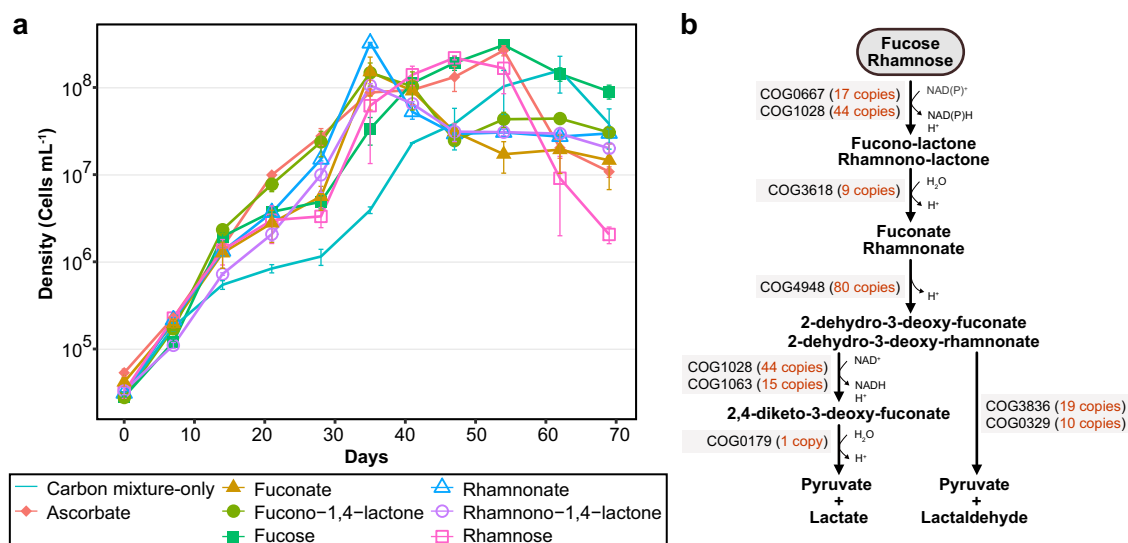 a
Density (Cells mL⁻¹)
10⁸
10⁷
10⁶
10⁵
0 10 20 30 40 50 60 70
Days
Carbon mixture-only
Ascorbate
Fuconate
Fucono−1,4−lactone
Fucose
Rhamnonate
Rhamnono−1,4−lactone
Rhamnose
b
Fucose
Rhamnose
COG0667 (17 copies)
COG1028 (44 copies)
NAD(P)⁺
NAD(P)H
H⁺
Fucono-lactone
Rhamnono-lactone
COG3618 (9 copies)
H₂O
H⁺
Fuconate
Rhamnonate
COG4948 (80 copies)
H⁺
2-dehydro-3-deoxy-fuconate
2-dehydro-3-deoxy-rhamnonate
COG1028 (44 copies)
COG1063 (15 copies)
NAD⁺
NADH
H⁺
2,4-diketo-3-deoxy-fuconate
COG3836 (19 copies)
COG0329 (10 copies)
COG0179 (1 copy)
H₂O
H⁺
Pyruvate
+
Lactate
Pyruvate
+
Lactaldehyde